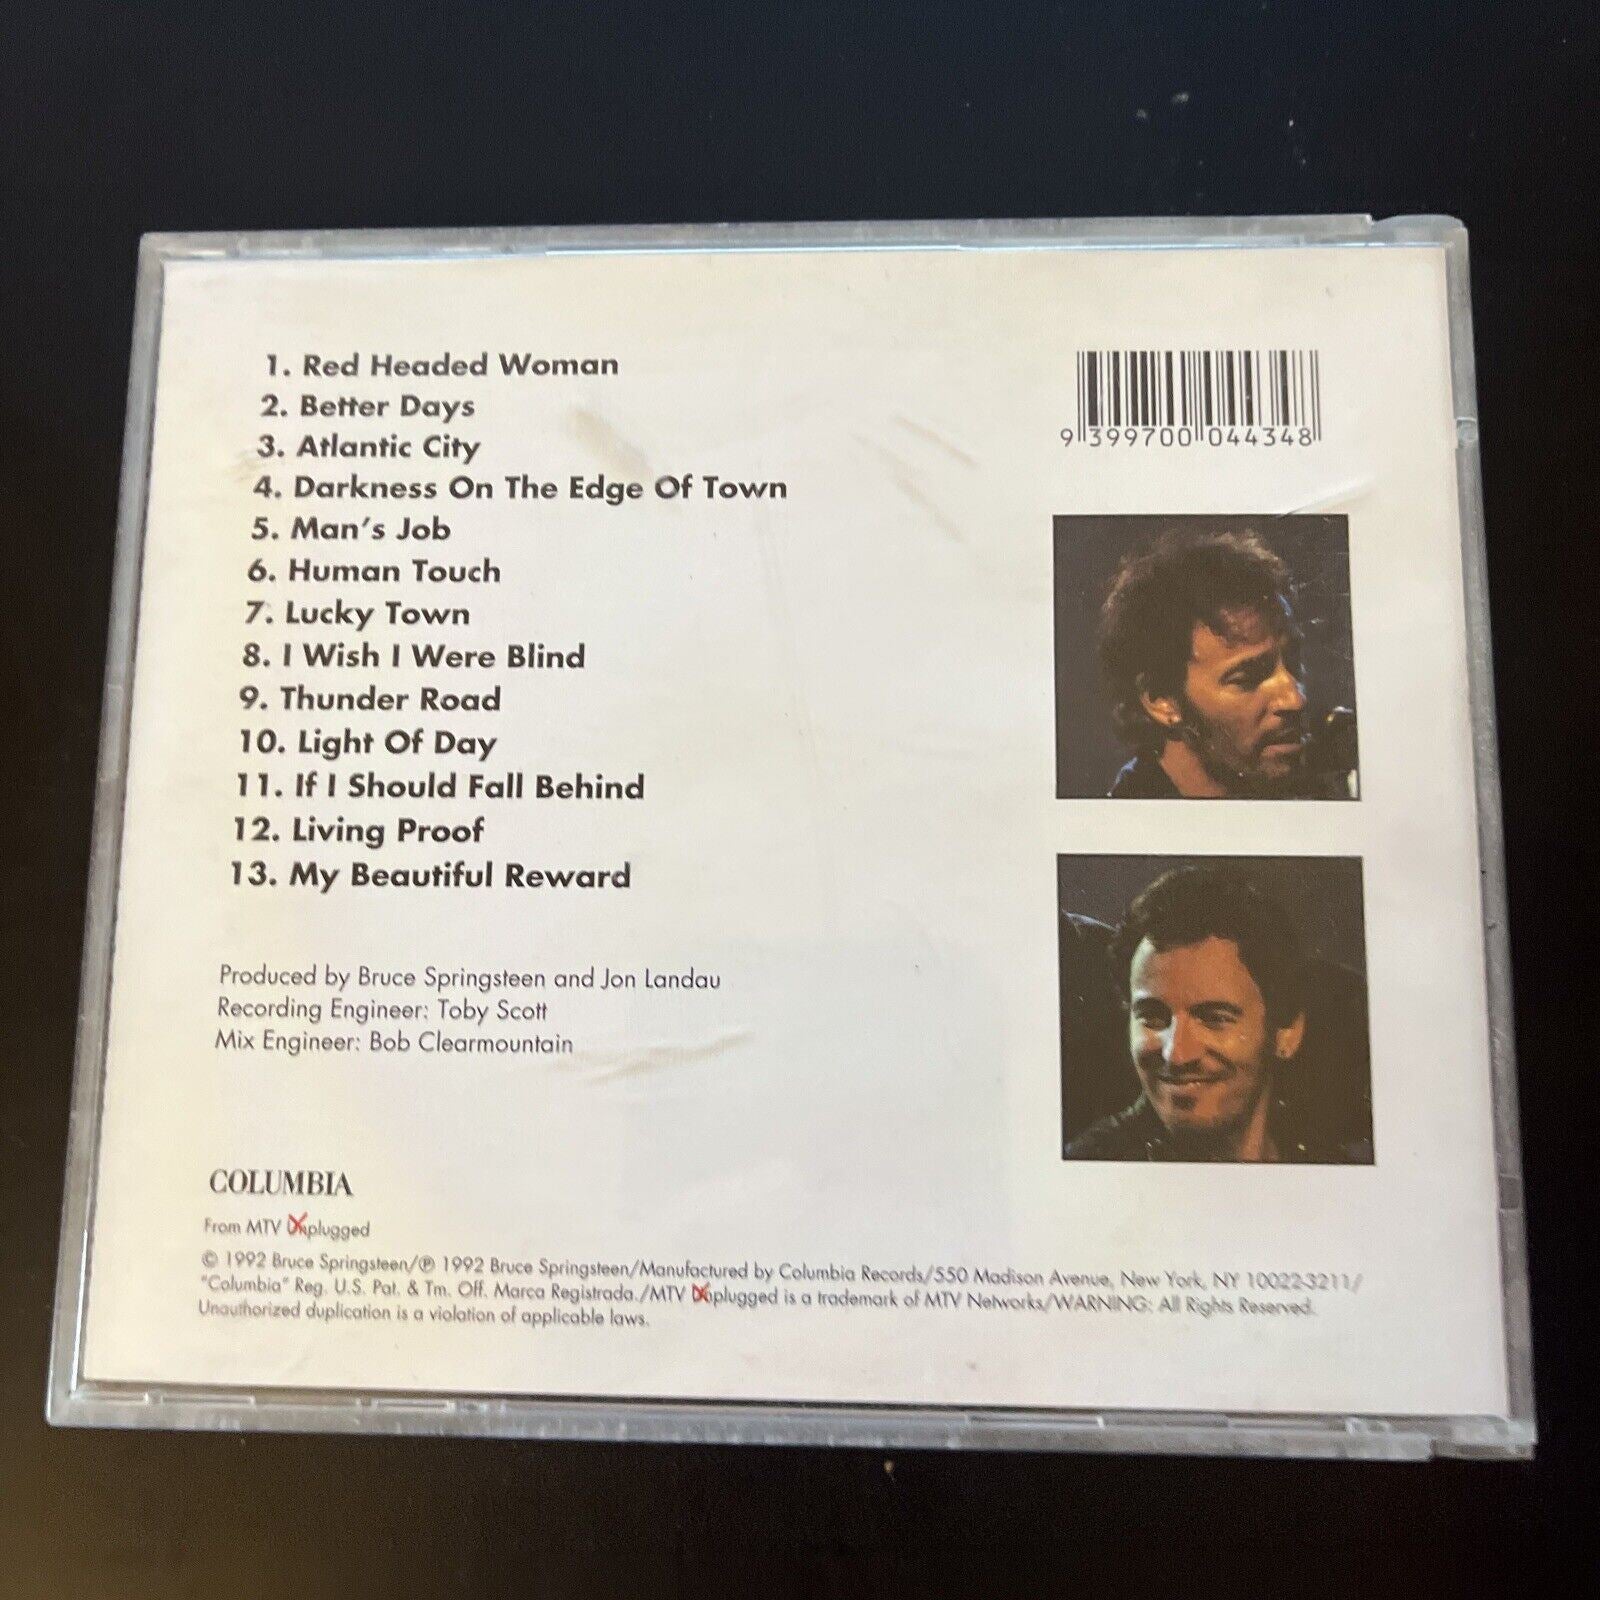 1. Red Headed Woman
2. Better Days
3. Atlantic City
4. Darkness On The Edge Of Town
5. Man's Job
6. Human Touch
7. Lucky Town
8. I Wish I Were Blind
9. Thunder Road
10. Light Of Day
11. If I Should Fall Behind
12. Living Proof
13. My Beautiful Reward
9 399700 044348
Produced by Bruce Springsteen and Jon Landau
Recording Engineer: Toby Scott
Mix Engineer: Bob Clearmountain
COLUMBIA
From MTV Unplugged
© 1992 Bruce Springsteen/℗ 1992 Bruce Springsteen/Manufactured by Columbia Records/550 Madison Avenue, New York, NY 10022-3211/
"Columbia" Reg. U.S. Pat. & Tm. Off. Marca Registrada./MTV Unplugged is a trademark of MTV Networks/WARNING: All Rights Reserved.
Unauthorized duplication is a violation of applicable laws.